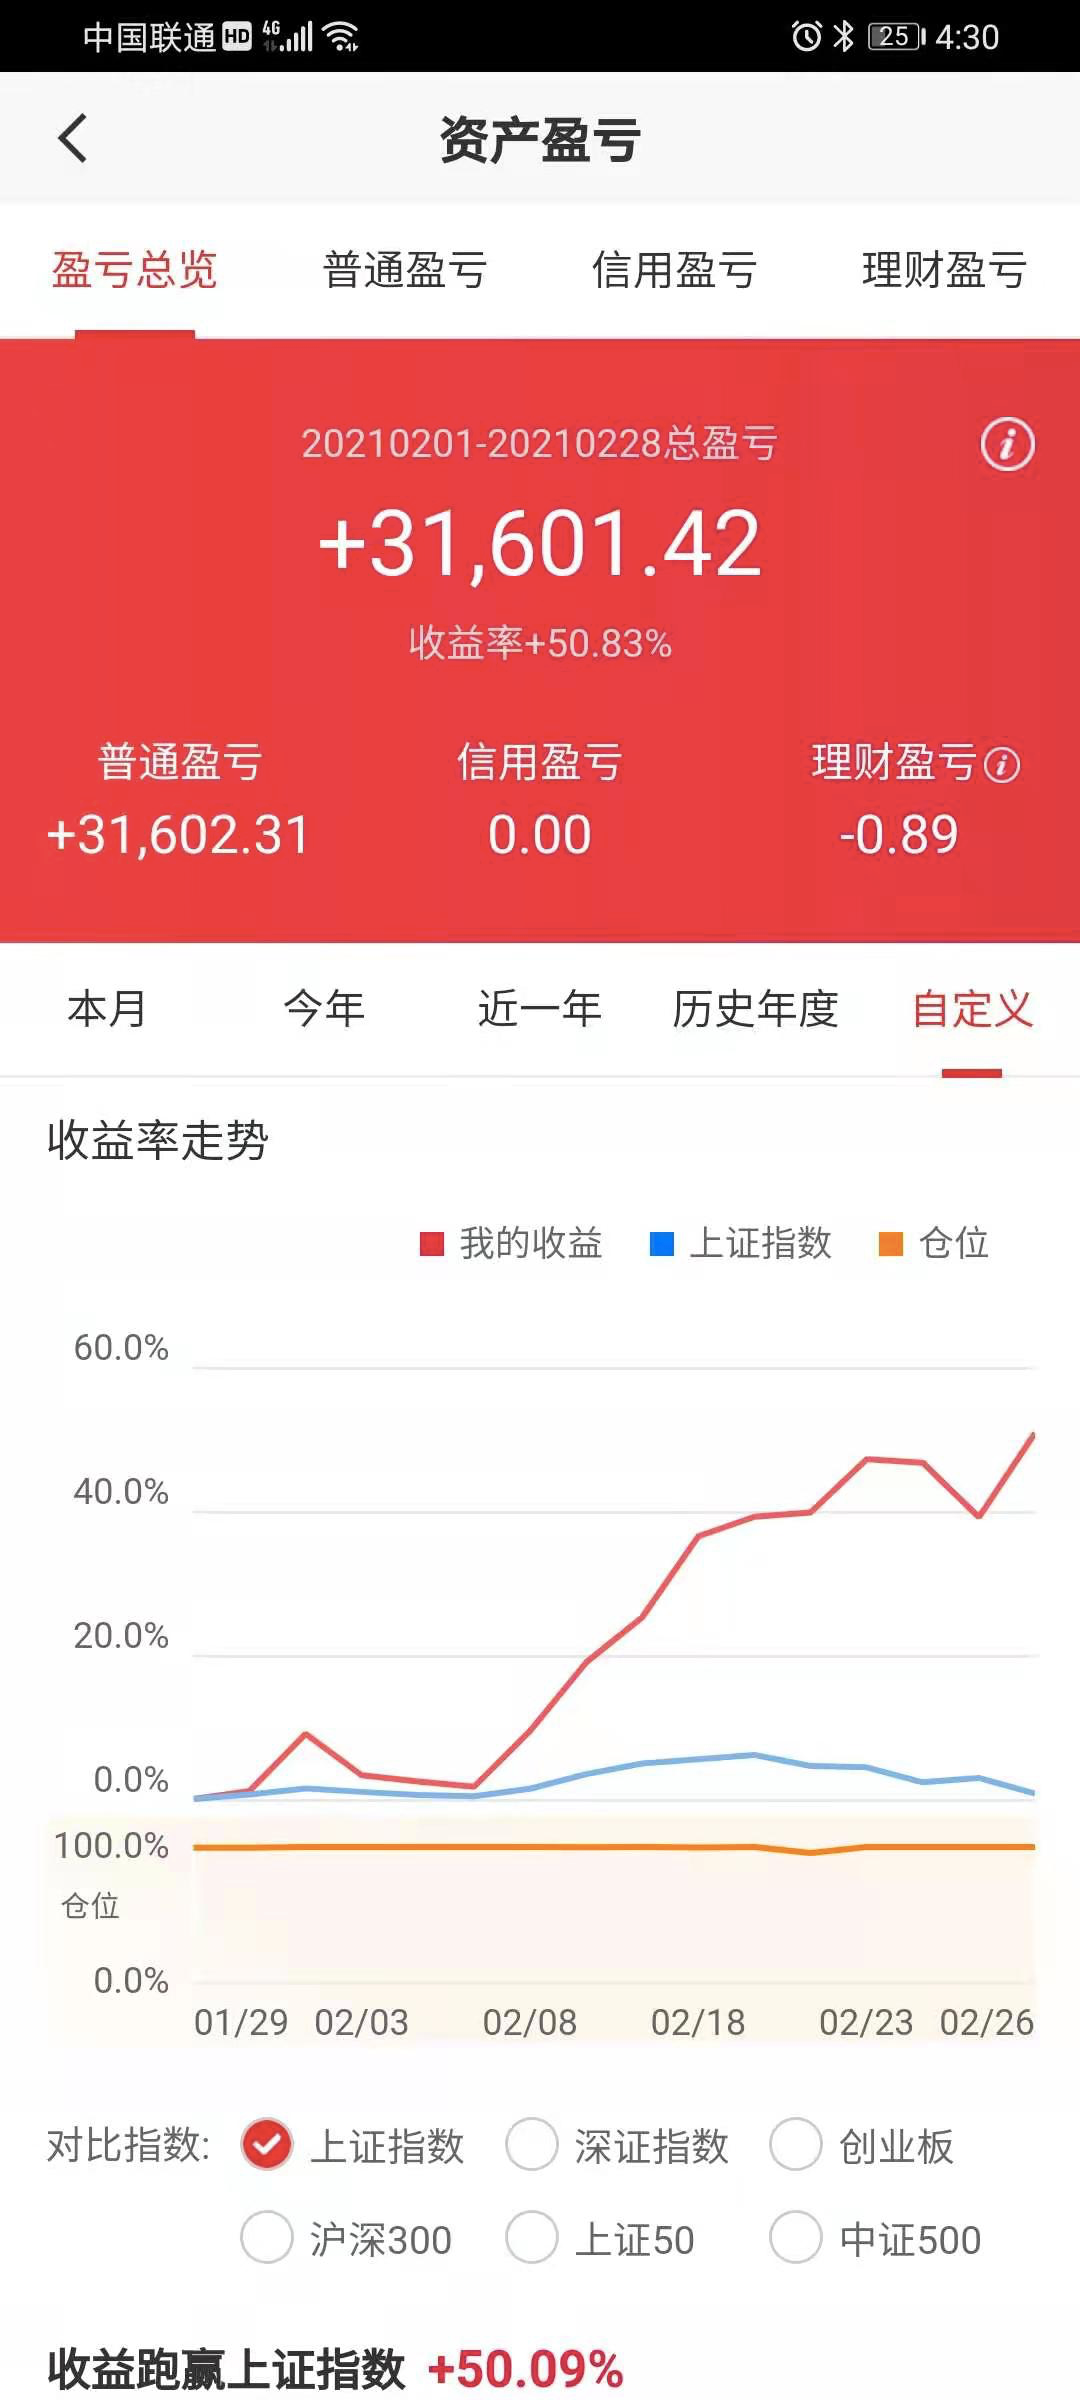 中国联通 HD 4G 25 4:30
资产盈亏
盈亏总览 普通盈亏 信用盈亏 理财盈亏
20210201-20210228总盈亏
+31,601.42
收益率+50.83%
普通盈亏 信用盈亏 理财盈亏
+31,602.31 0.00 -0.89
本月 今年 近一年 历史年度 自定义
收益率走势
我的收益 上证指数 仓位
60.0%
40.0%
20.0%
0.0%
100.0%
仓位
0.0%
01/29 02/03 02/08 02/18 02/23 02/26
对比指数: 上证指数 深证指数 创业板
沪深300 上证50 中证500
收益跑赢上证指数 +50.09%